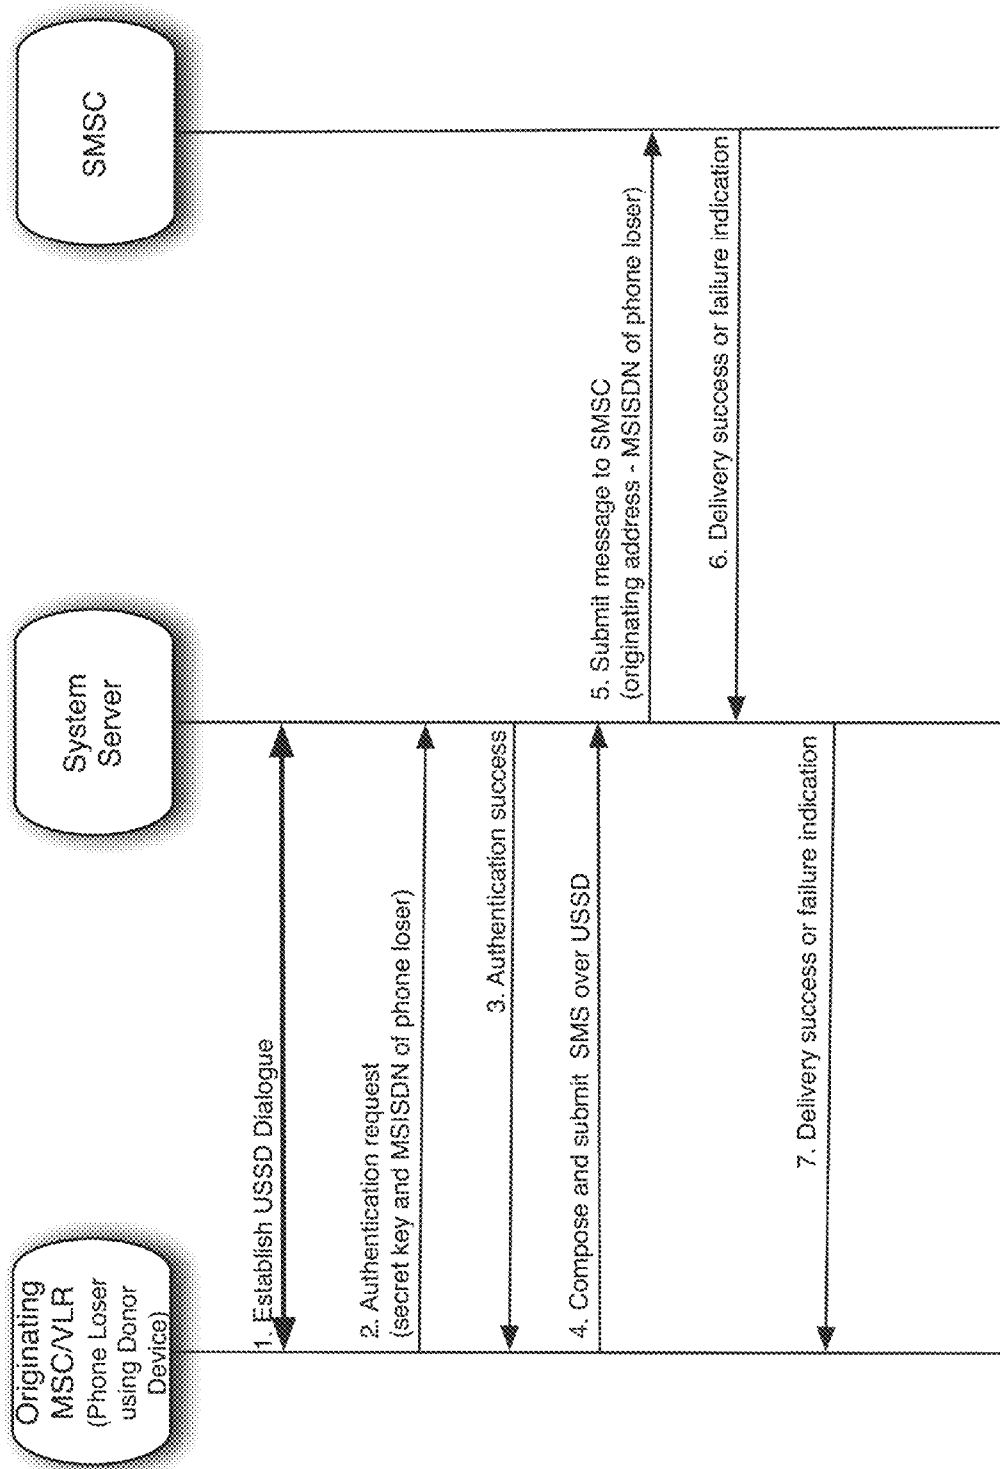 Originating
MSC/VLR
(Phone Loser
using Donor
Device)
System
Server
SMSC
1. Establish USSD Dialogue
2. Authentication request
(secret key and MSISDN of phone loser)
3. Authentication success
4. Compose and submit SMS over USSD
5. Submit message to SMSC
(originating address - MSISDN of phone loser)
6. Delivery success or failure indication
7. Delivery success or failure indication